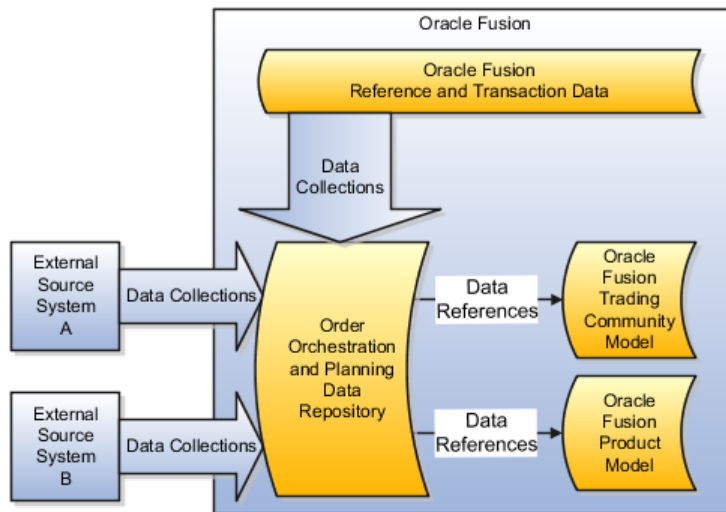 Oracle Fusion
Oracle Fusion
Reference and Transaction Data
Data
Collections
External
Source
System
A
Data Collections
Order
Orchestration
and Planning
Data
Repository
Data
References
Oracle
Fusion
Trading
Community
Model
External
Source
System
B
Data Collections
Data
References
Oracle
Fusion
Product
Model